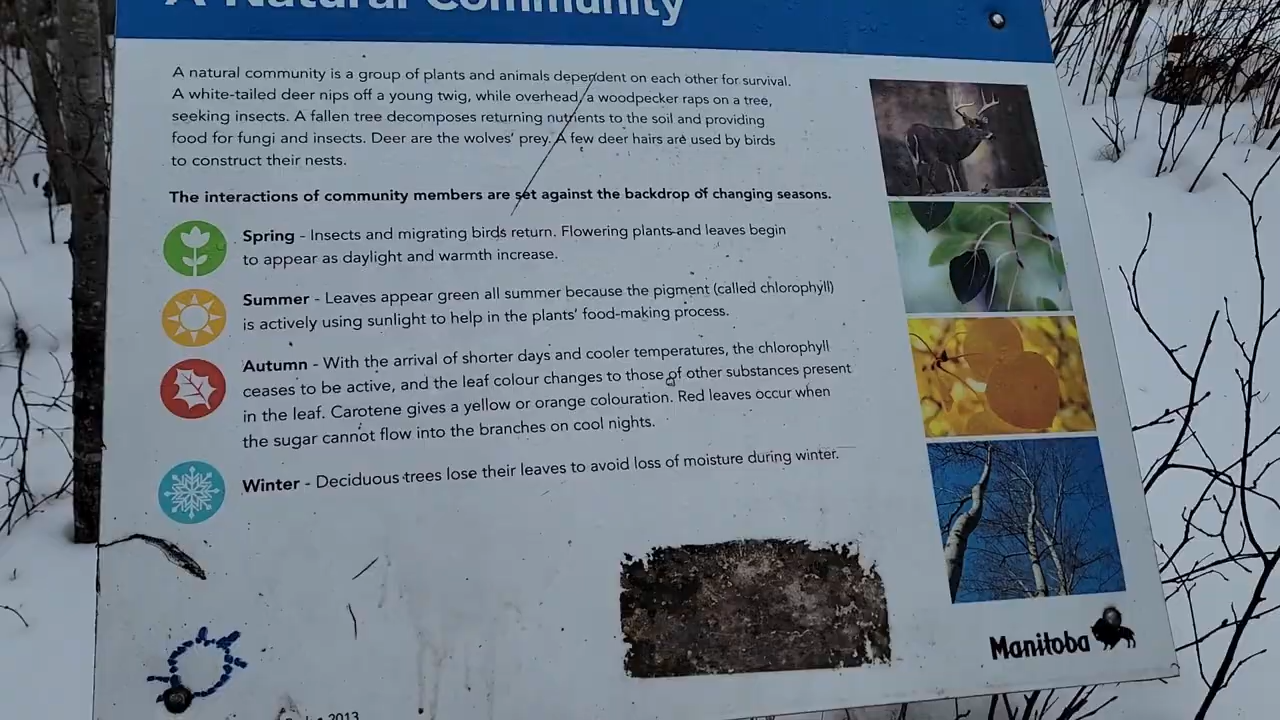 A Natural Community
A natural community is a group of plants and animals dependent on each other for survival.
A white-tailed deer nips off a young twig, while overhead, a woodpecker raps on a tree,
seeking insects. A fallen tree decomposes returning nutrients to the soil and providing
food for fungi and insects. Deer are the wolves' prey. A few deer hairs are used by birds
to construct their nests.
The interactions of community members are set against the backdrop of changing seasons.
Spring - Insects and migrating birds return. Flowering plants and leaves begin
to appear as daylight and warmth increase.
Summer - Leaves appear green all summer because the pigment (called chlorophyll)
is actively using sunlight to help in the plants' food-making process.
Autumn - With the arrival of shorter days and cooler temperatures, the chlorophyll
ceases to be active, and the leaf colour changes to those of other substances present
in the leaf. Carotene gives a yellow or orange colouration. Red leaves occur when
the sugar cannot flow into the branches on cool nights.
Winter - Deciduous trees lose their leaves to avoid loss of moisture during winter.
Manitoba
2013